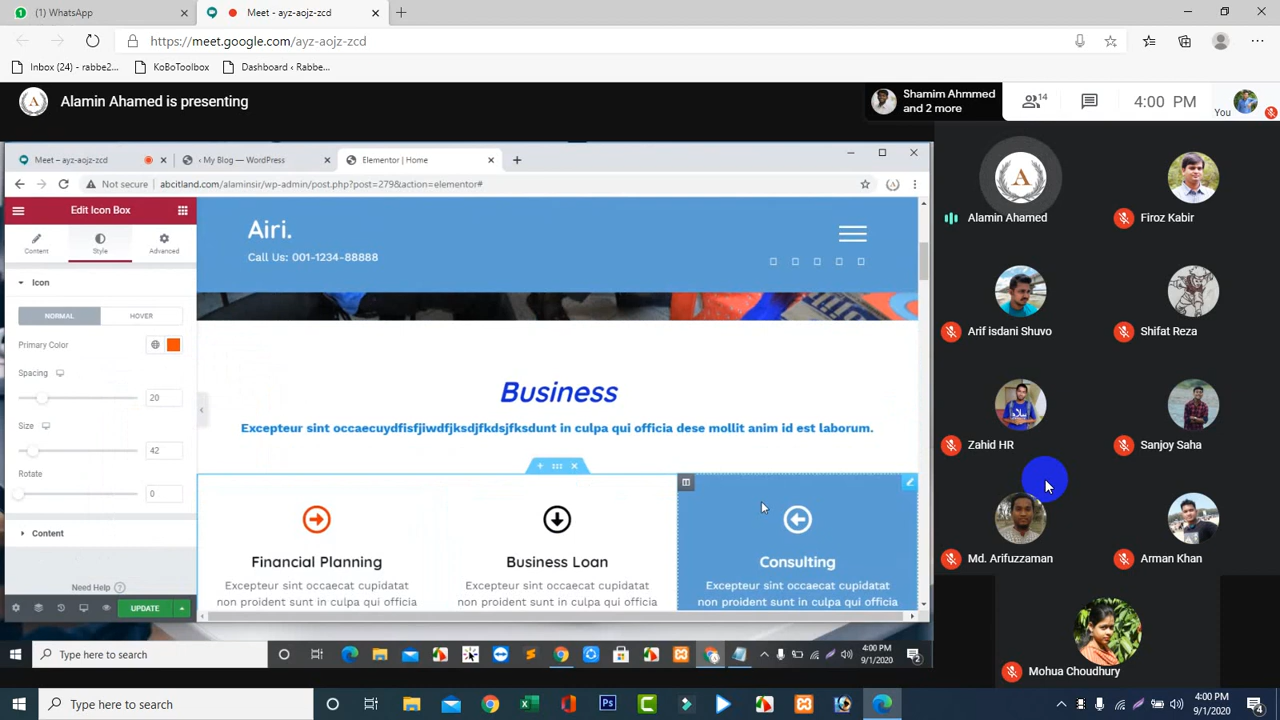 (1) WhatsApp
Meet - ayz-aojz-zcd
https://meet.google.com/ayz-aojz-zcd
Inbox (24) - rabbe2...
KoBoToolbox
Dashboard ‹ Rabbe...
Alamin Ahamed is presenting
Shamim Ahmmed
and 2 more
14
4:00 PM
You
Meet – ayz-aojz-zcd
‹ My Blog — WordPress
Elementor | Home
Not secure
abcitland.com/alaminsir/wp-admin/post.php?post=279&action=elementor#
Edit Icon Box
Content
Style
Advanced
Icon
NORMAL
HOVER
Primary Color
Spacing
20
Size
42
Rotate
0
Content
Need Help ?
UPDATE
Airi.
Call Us: 001-1234-88888
Business
Excepteur sint occaecuydfisfjiwdfjksdjfkdsjfksdunt in culpa qui officia dese mollit anim id est laborum.
Financial Planning
Excepteur sint occaecat cupidatat
non proident sunt in culpa qui officia
Business Loan
Excepteur sint occaecat cupidatat
non proident sunt in culpa qui officia
Consulting
Excepteur sint occaecat cupidatat
non proident sunt in culpa qui officia
A
Alamin Ahamed
Firoz Kabir
Arif isdani Shuvo
Shifat Reza
Zahid HR
Sanjoy Saha
Md. Arifuzzaman
Arman Khan
Mohua Choudhury
Type here to search
4:00 PM
9/1/2020
2
Type here to search
Ps
4:00 PM
9/1/2020
4